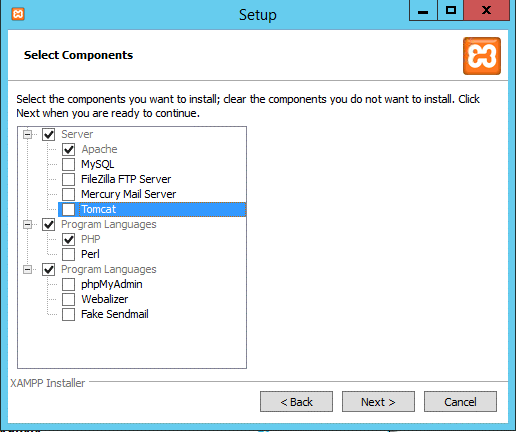 Setup
Select Components
Select the components you want to install; clear the components you do not want to install. Click
Next when you are ready to continue.
Server
Apache
MySQL
FileZilla FTP Server
Mercury Mail Server
Tomcat
Program Languages
PHP
Perl
Program Languages
phpMyAdmin
Webalizer
Fake Sendmail
XAMPP Installer
< Back
Next >
Cancel